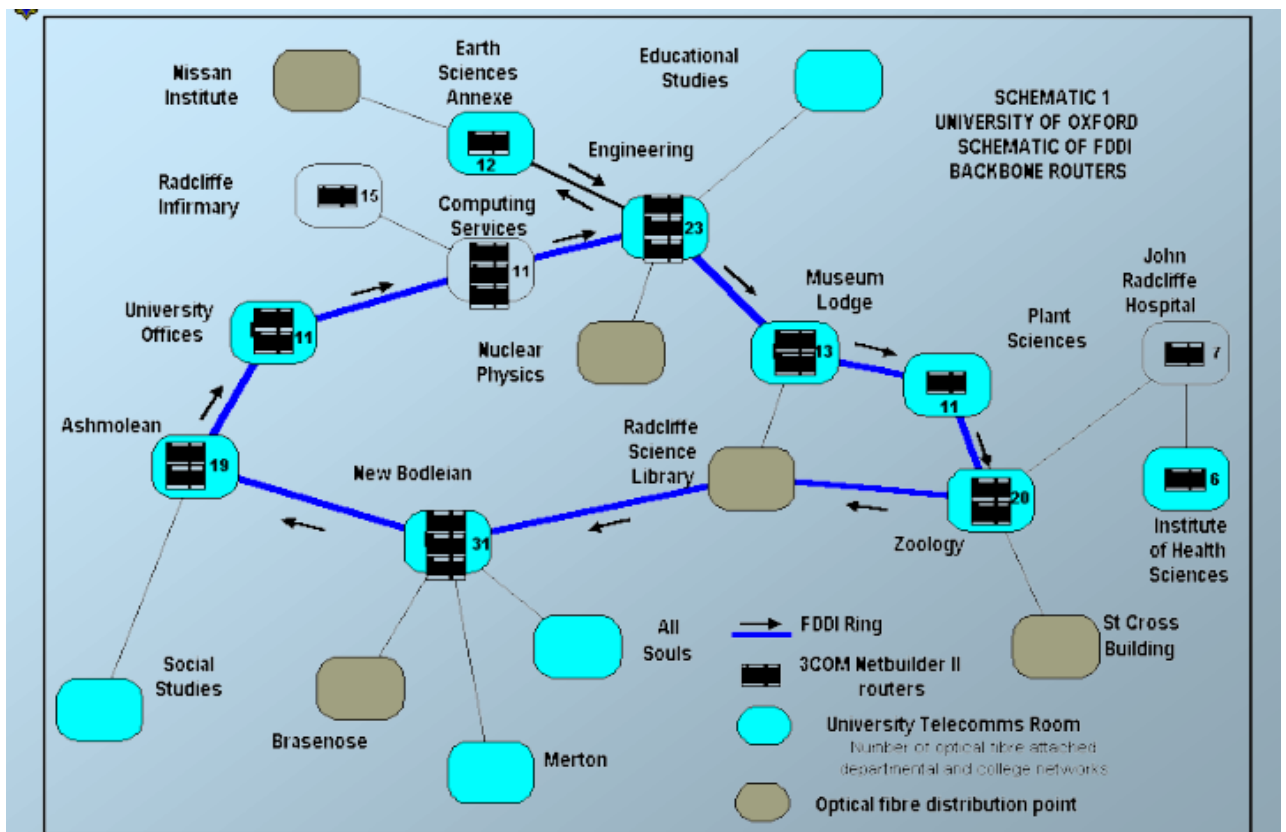 Nissan
Institute
Earth
Sciences
Annexe
12
Educational
Studies
SCHEMATIC 1
UNIVERSITY OF OXFORD
SCHEMATIC OF FDDI
BACKBONE ROUTERS
Engineering
23
Radcliffe
Infirmary
15
Computing
Services
11
University
Offices
11
Nuclear
Physics
Museum
Lodge
13
Plant
Sciences
11
John
Radcliffe
Hospital
7
Ashmolean
19
New Bodleian
31
Radcliffe
Science
Library
20
Zoology
6
Institute
of Health
Sciences
Social
Studies
Brasenose
Merton
All
Souls
St Cross
Building
FDDI Ring
3COM Netbuilder II
routers
University Telecomms Room
Number of optical fibre attached
departmental and college networks
Optical fibre distribution point